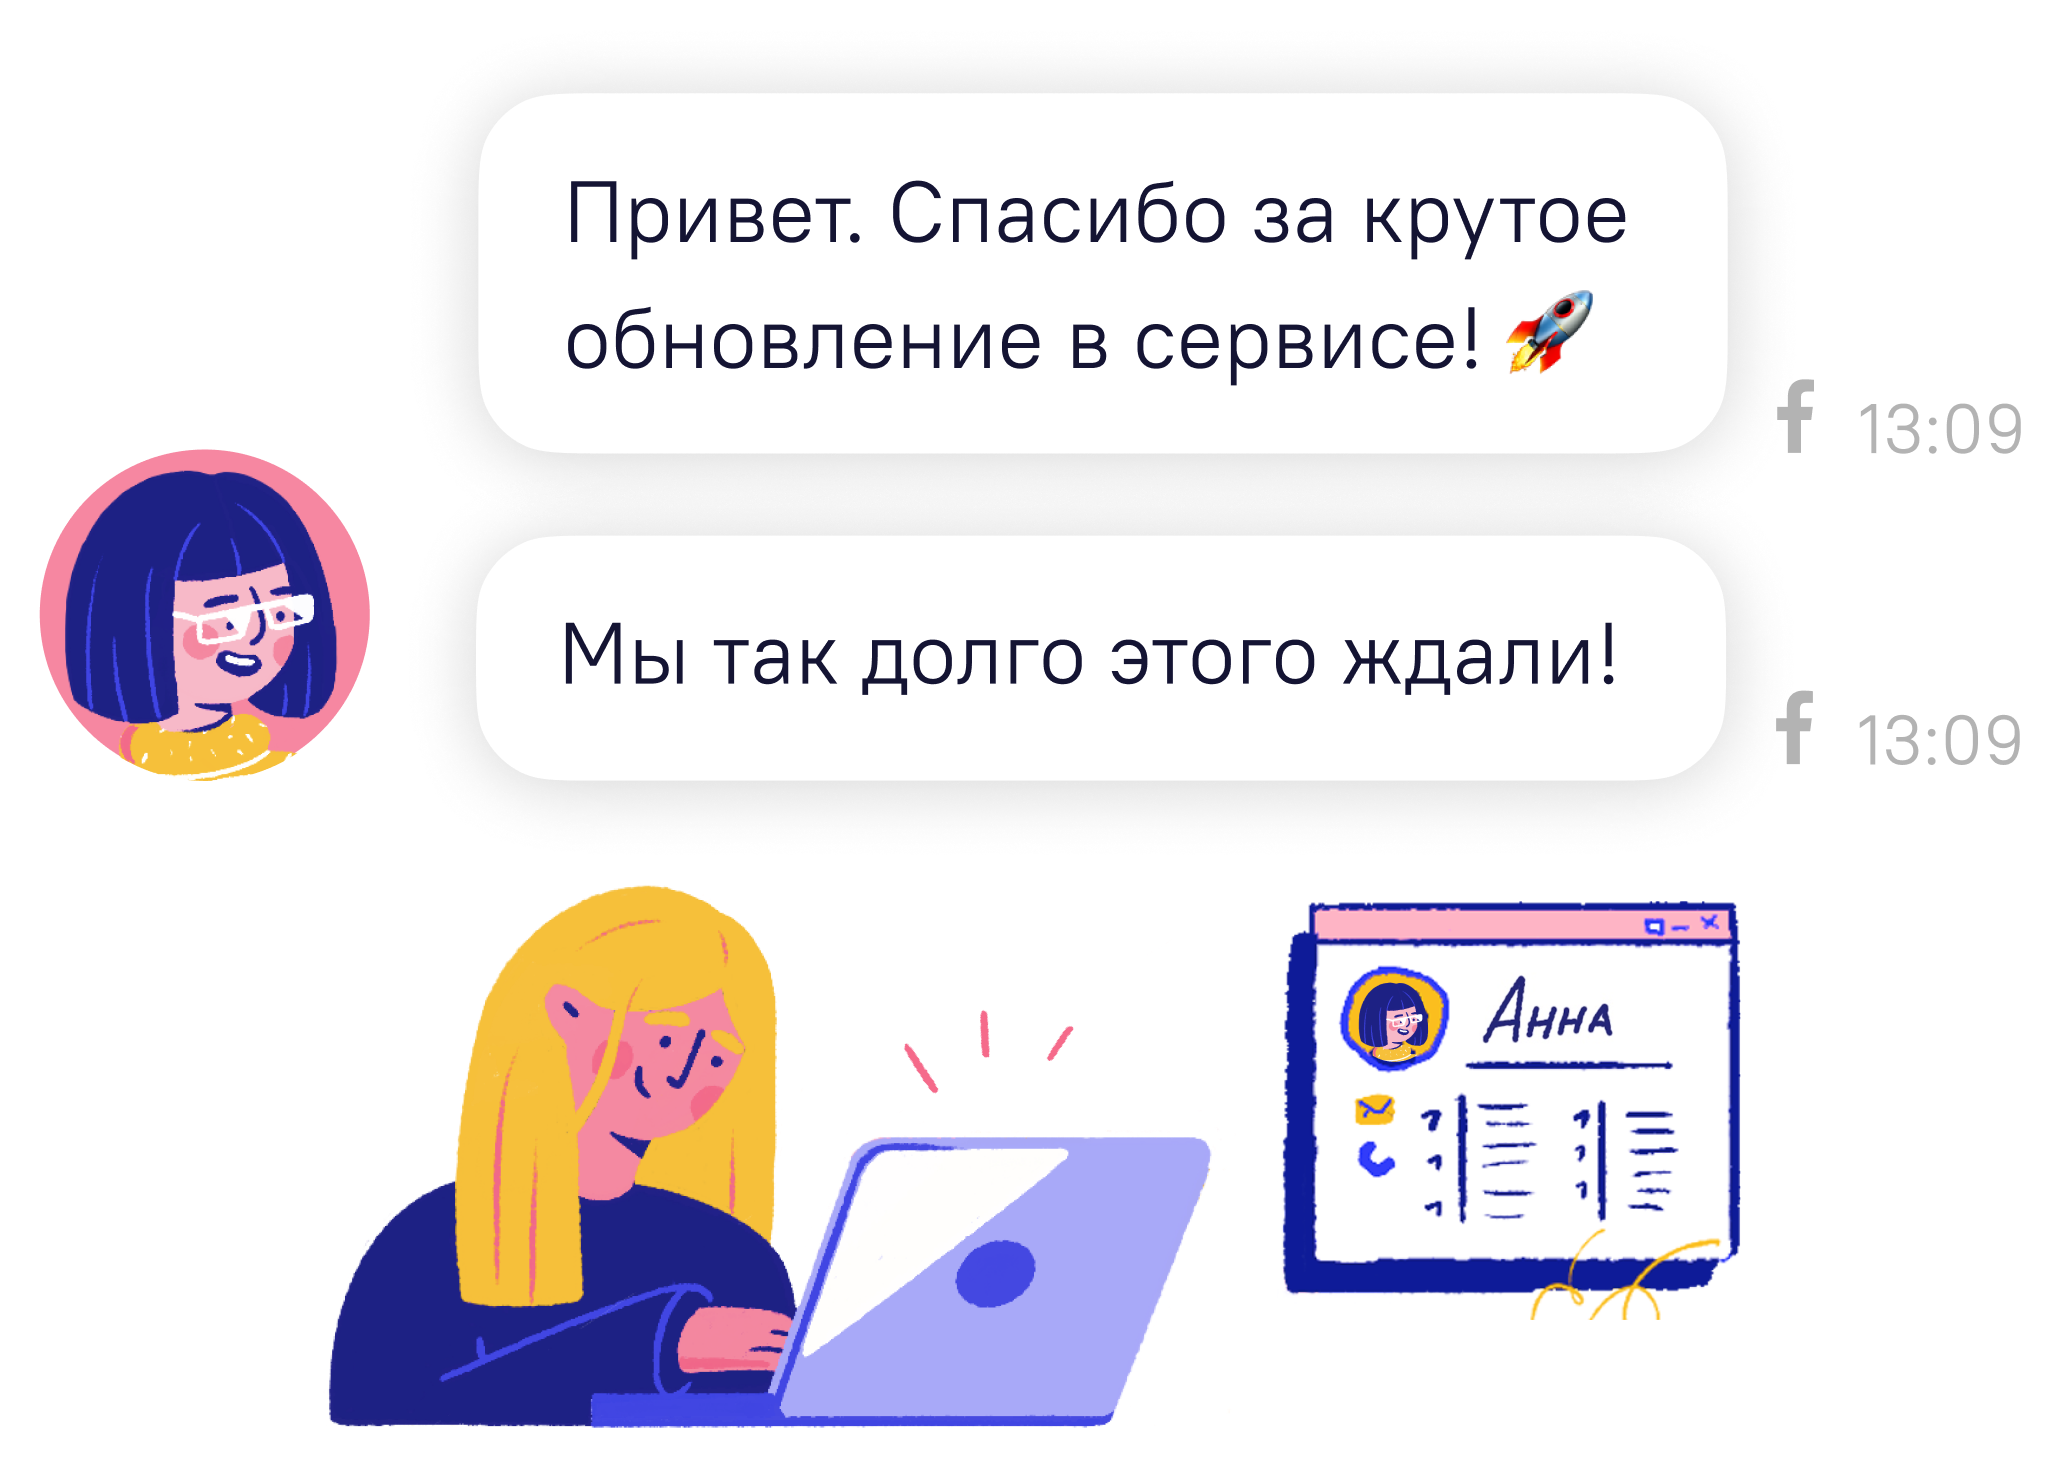 Привет. Спасибо за крутое
обновление в сервисе! 🚀
13:09
Мы так долго этого ждали!
13:09
Анна